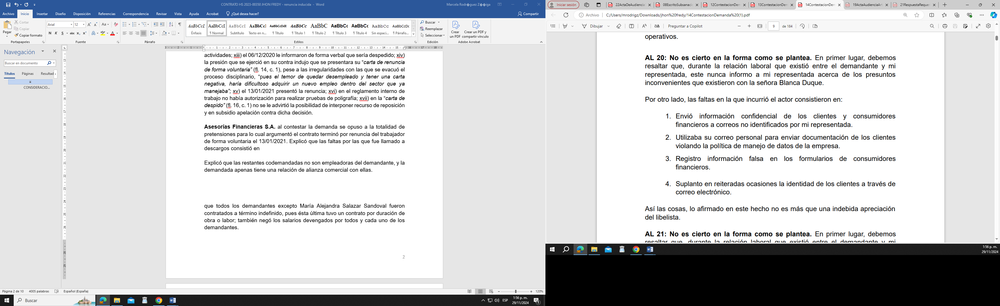 CONTRATO HS 2023-00350 JHON FREDY - renuncia inducida - Word
Marcela Rodr�guez Z��iga
Archivo Inicio Insertar Diseño Disposición Referencias Correspondencia Revisar Vista Ayuda Acrobat ¿Qué desea hacer? Compartir
Pegar
Cortar
Copiar
Copiar formato
Portapapeles
Arial 12
N K S abc x₂ x²
Fuente
Párrafo
AaBbCcI AaBbCcI AaBbCcI AaBbCcI AaBbCcDdE AaBbCc AaBbC AaBbCc AaBbCc AaBbCc AaBbCcDc
Énfasis ¶ Normal Subtítulo Texto en n... ¶ Título ¶ Título 1 ¶ Título 2 ¶ Título 3 ¶ Título 4 Sin espaci... ¶ Párrafo...
Estilos
Buscar
Reemplazar
Seleccionar
Edición
Crear un PDF
Crear un PDF y compartir vínculo
Adobe Acrobat
Navegación
Buscar en documento
Títulos Páginas Resultad
CONSIDERACIO...
actividades; xiii) el 06/12/2020 le informaron de forma verbal que sería despedido; xiv)
la presión que se ejerció en su contra indujo que se presentara su “carta de renuncia
de forma voluntaria” (fl. 14, c. 1), pese a las irregularidades con las que se evacuó el
proceso disciplinario, “pues el temor de quedar desempleado y tener una carta
negativa, haría dificultoso adquirir un nuevo empleo dentro del sector que ya
manejaba”; xv) el 13/01/2021 presentó la renuncia; xvi) en el reglamento interno de
trabajo no había autorización para realizar pruebas de poligrafía; xvii) en la “carta de
despido” (fl. 16, c. 1) no se le advirtió la posibilidad de interponer recurso de reposición
y en subsidio apelación contra dicha decisión.
Asesorías Financieras S.A. al contestar la demanda se opuso a la totalidad de
pretensiones para lo cual argumentó el contrato terminó por renuncia del trabajador
de forma voluntaria el 13/01/2021. Explicó que las faltas por las que fue llamado a
descargos consistió en
Explicó que las restantes codemandadas no son empleadoras del demandante, y la
demandada apenas tiene una relación de alianza comercial con ellas.
que todos los demandantes excepto María Alejandra Salazar Sandoval fueron
contratados a término indefinido, pues ésta última tuvo un contrato por duración de
obra o labor; también negó los salarios devengados por todos y cada uno de los
demandantes.
2
Página 2 de 10 4005 palabras Español (España) 120%
Buscar
ESP
1:56 p. m.
29/11/2024
1
Iniciar sesión
22ActaDeAudiencia 08EscritoSubsanaci 12ContestacionDem 13ContestacionDem 14ContestacionDem 19ActaAudienciaArt 21RespuestaReque
Archivo C:/Users/mrodrigz/Downloads/jhon%20fredy/14ContestacionDemanda%20(1).pdf
Dibujar Preguntar a Copilot 9 de 184
operativos.
AL 20: No es cierto en la forma como se plantea. En primer lugar, debemos
resaltar que, durante la relación laboral que existió entre el demandante y mi
representada, este nunca informo a mi representada acerca de los presuntos
inconvenientes que existieron con la señora Blanca Duque.
Por otro lado, las faltas en la que incurrió el actor consistieron en:
1. Envió información confidencial de los clientes y consumidores
financieros a correos no identificados por mi representada.
2. Utilizaba su correo personal para enviar documentación de los clientes
violando la política de manejo de datos de la empresa.
3. Registro información falsa en los formularios de consumidores
financieros.
4. Suplanto en reiteradas ocasiones la identidad de los clientes a través de
correo electrónico.
Así las cosas, lo afirmado en este hecho no es más que una indebida apreciación
del libelista.
AL 21: No es cierto en la forma como se plantea. En primer lugar, debemos
resaltar que, durante la relación laboral que existió entre el demandante y mi
1:56 p. m.
29/11/2024